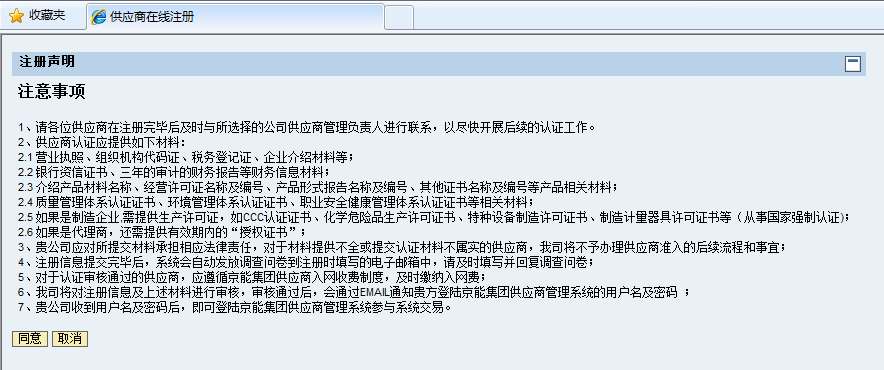 收藏夹
供应商在线注册
注册声明
注意事项
1、请各位供应商在注册完毕后及时与所选择的公司供应商管理负责人进行联系，以尽快开展后续的认证工作。
2、供应商认证应提供如下材料：
2.1 营业执照、组织机构代码证、税务登记证、企业介绍材料等；
2.2 银行资信证书、三年的审计的财务报告等财务信息材料；
2.3 介绍产品材料名称、经营许可证名称及编号、产品形式报告名称及编号、其他证书名称及编号等产品相关材料；
2.4 质量管理体系认证证书、环境管理体系认证证书、职业安全健康管理体系认证证书等相关材料；
2.5 如果是制造企业,需提供生产许可证，如CCC认证证书、化学危险品生产许可证书、特种设备制造许可证书、制造计量器具许可证书等（从事国家强制认证);
2.6 如果是代理商，还需提供有效期内的“授权证书”；
3、贵公司应对所提交材料承担相应法律责任，对于材料提供不全或提交认证材料不属实的供应商，我司将不予办理供应商准入的后续流程和事宜；
4、注册信息提交完毕后，系统会自动发放调查问卷到注册时填写的电子邮箱中，请及时填写并回复调查问卷；
5、对于认证审核通过的供应商，应遵循京能集团供应商入网收费制度，及时缴纳入网费；
6、我司将对注册信息及上述材料进行审核，审核通过后，会通过EMAIL通知贵方登陆京能集团供应商管理系统的用户名及密码 ；
7、贵公司收到用户名及密码后，即可登陆京能集团供应商管理系统参与系统交易。
同意 取消